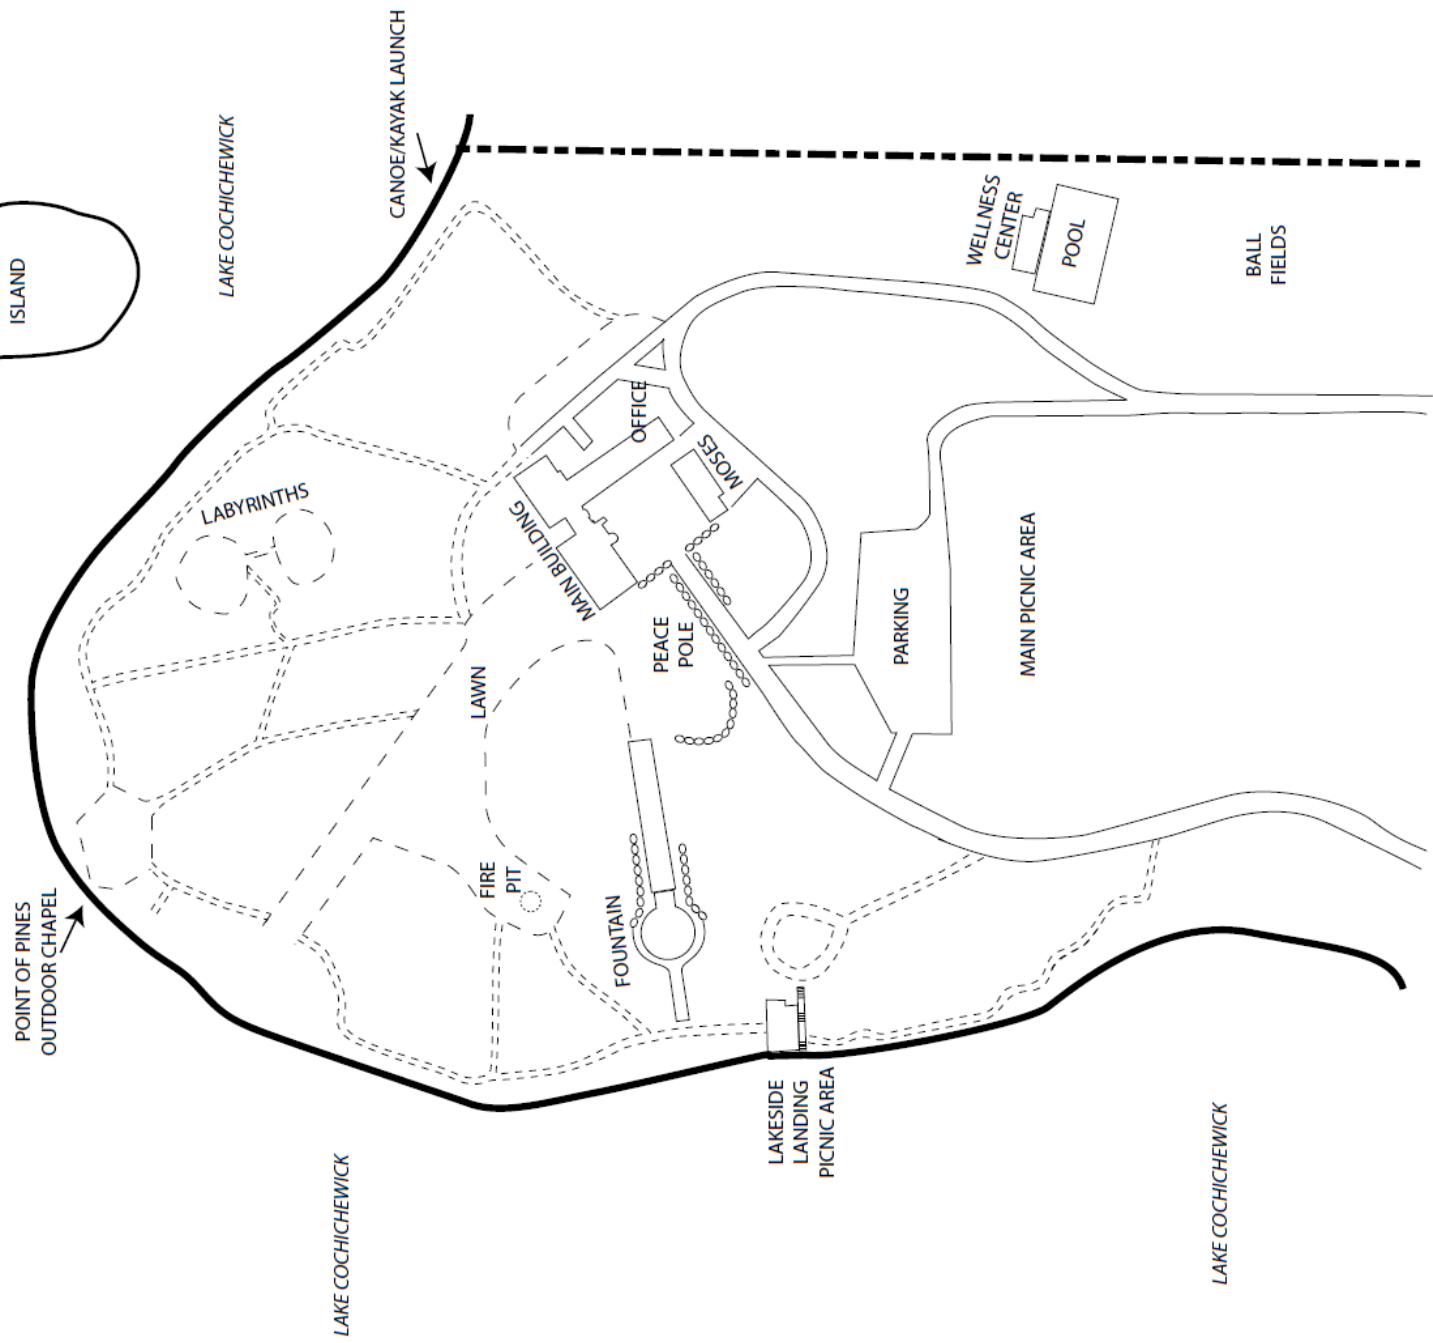 ISLAND
LAKE COCHICHEWICK
CANOE/KAYAK LAUNCH
LABYRINTHS
WELLNESS
CENTER
POOL
BALL
FIELDS
OFFICE
MOSES
MAIN BUILDING
PEACE
POLE
PARKING
MAIN PICNIC AREA
LAWN
FIRE
PIT
FOUNTAIN
POINT OF PINES
OUTDOOR CHAPEL
LAKESIDE
LANDING
PICNIC AREA
LAKE COCHICHEWICK
LAKE COCHICHEWICK